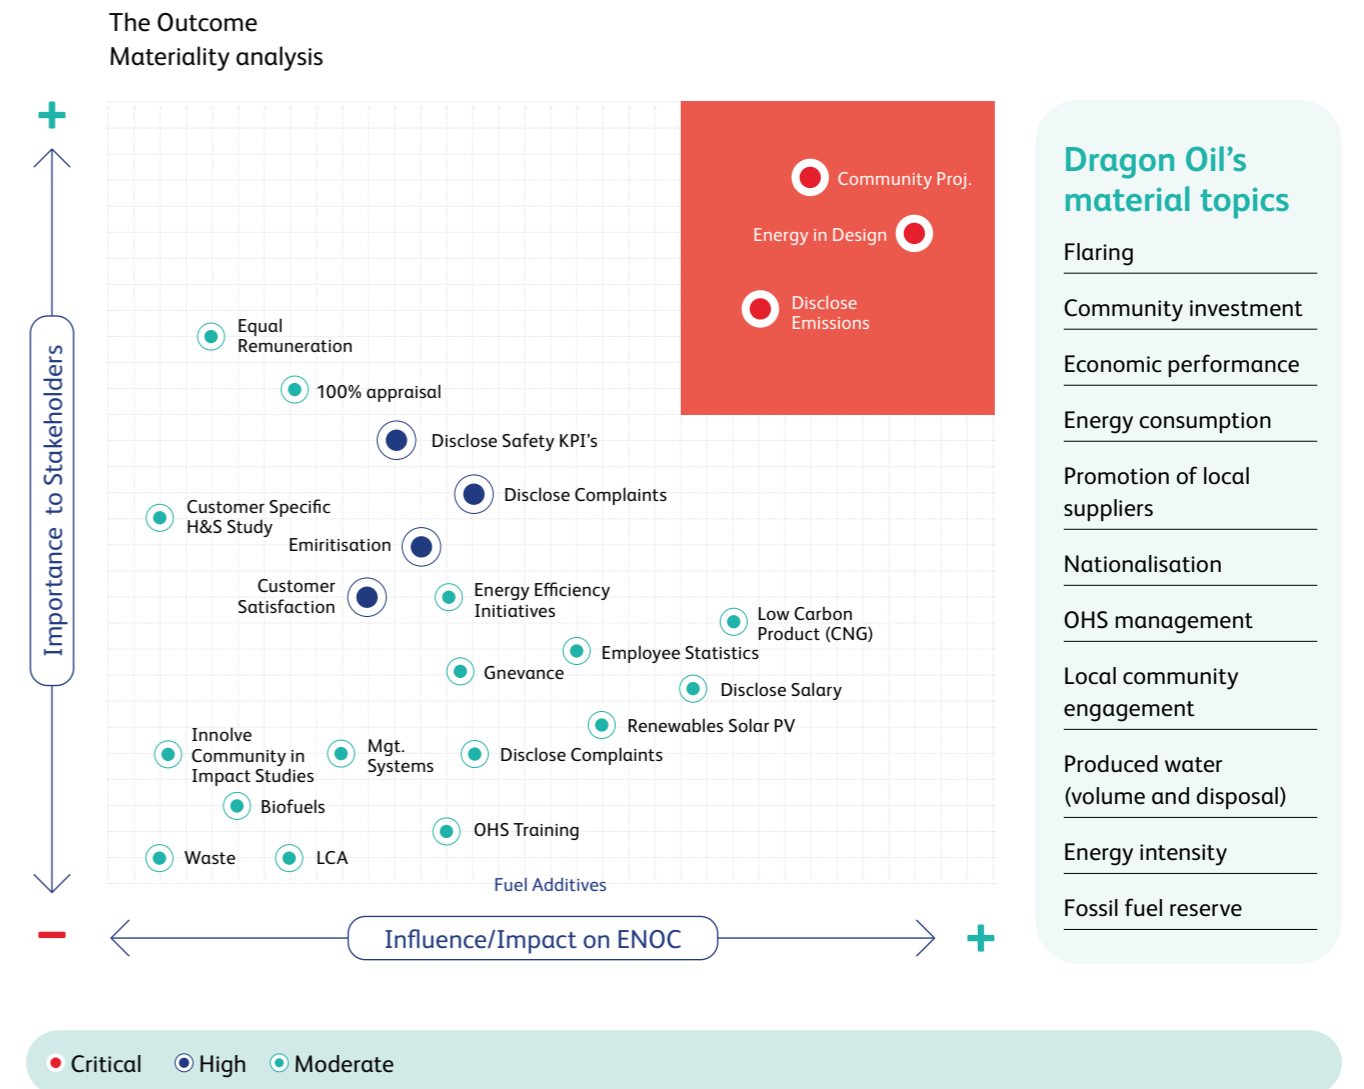 The Outcome
Materiality analysis
Community Proj.
Energy in Design
Disclose
Emissions
Equal
Remuneration
100% appraisal
Disclose Safety KPI's
Disclose Complaints
Customer Specific
H&S Study
Emiritisation
Customer
Satisfaction
Energy Efficiency
Initiatives
Low Carbon
Product (CNG)
Employee Statistics
Gnevance
Disclose Salary
Renewables Solar PV
Innolve
Community in
Impact Studies
Mgt.
Systems
Disclose Complaints
Biofuels
OHS Training
Waste
LCA
Fuel Additives
Importance to Stakeholders
Influence/Impact on ENOC
Dragon Oil’s
material topics
Flaring
Community investment
Economic performance
Energy consumption
Promotion of local
suppliers
Nationalisation
OHS management
Local community
engagement
Produced water
(volume and disposal)
Energy intensity
Fossil fuel reserve
Critical
High
Moderate